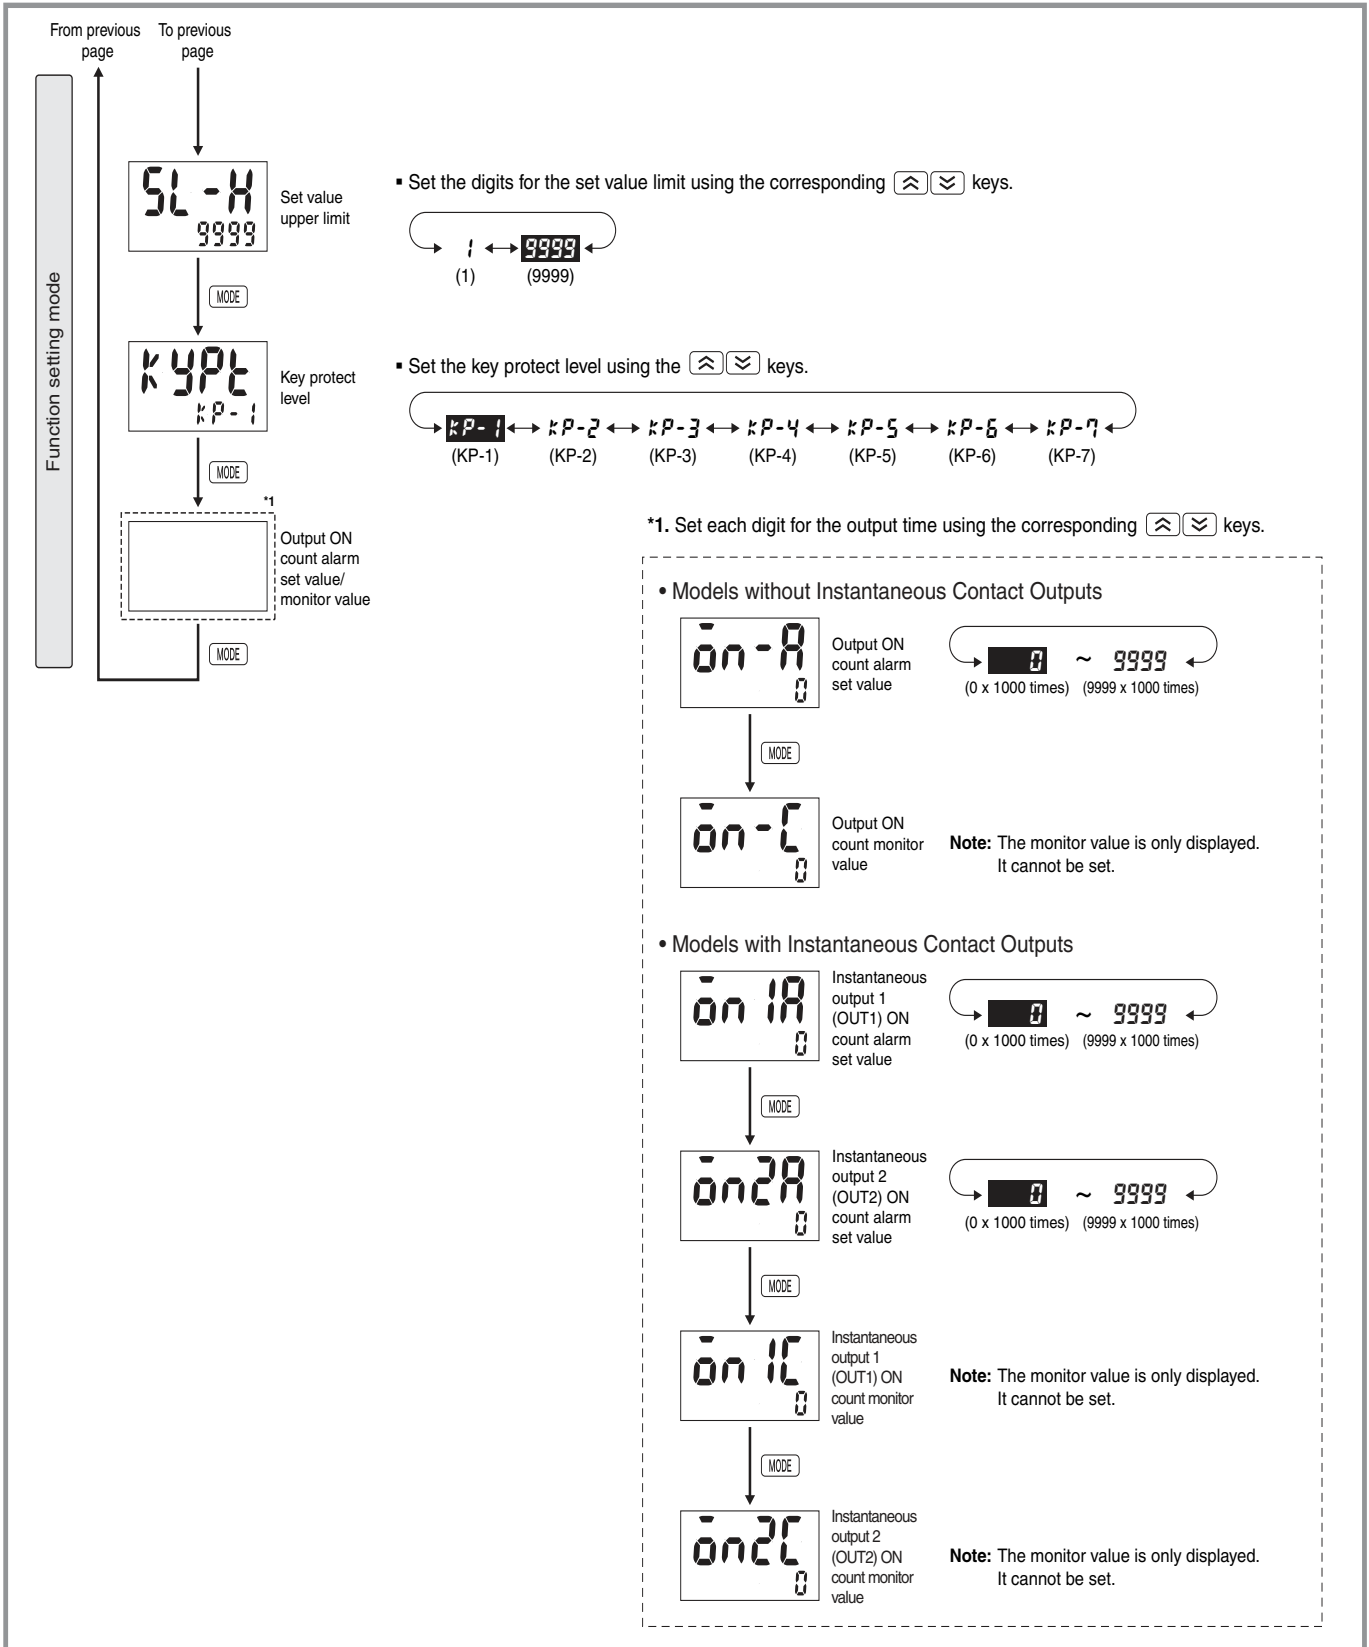 From previous page
To previous page
Function setting mode
SL-H
9999
Set value
upper limit
▪ Set the digits for the set value limit using the corresponding keys.
1 9999
(1) (9999)
MODE
KYPt
KP-1
Key protect
level
▪ Set the key protect level using the keys.
KP-1 KP-2 KP-3 KP-4 KP-5 KP-6 KP-7
(KP-1) (KP-2) (KP-3) (KP-4) (KP-5) (KP-6) (KP-7)
MODE
*1
Output ON
count alarm
set value/
monitor value
MODE
*1. Set each digit for the output time using the corresponding keys.
• Models without Instantaneous Contact Outputs
on-A
0
Output ON
count alarm
set value
0 ~ 9999
(0 x 1000 times) (9999 x 1000 times)
MODE
on-C
0
Output ON
count monitor
value
Note: The monitor value is only displayed.
It cannot be set.
• Models with Instantaneous Contact Outputs
on1A
0
Instantaneous
output 1
(OUT1) ON
count alarm
set value
0 ~ 9999
(0 x 1000 times) (9999 x 1000 times)
MODE
on2A
0
Instantaneous
output 2
(OUT2) ON
count alarm
set value
0 ~ 9999
(0 x 1000 times) (9999 x 1000 times)
MODE
on1C
0
Instantaneous
output 1
(OUT1) ON
count monitor
value
Note: The monitor value is only displayed.
It cannot be set.
MODE
on2C
0
Instantaneous
output 2
(OUT2) ON
count monitor
value
Note: The monitor value is only displayed.
It cannot be set.